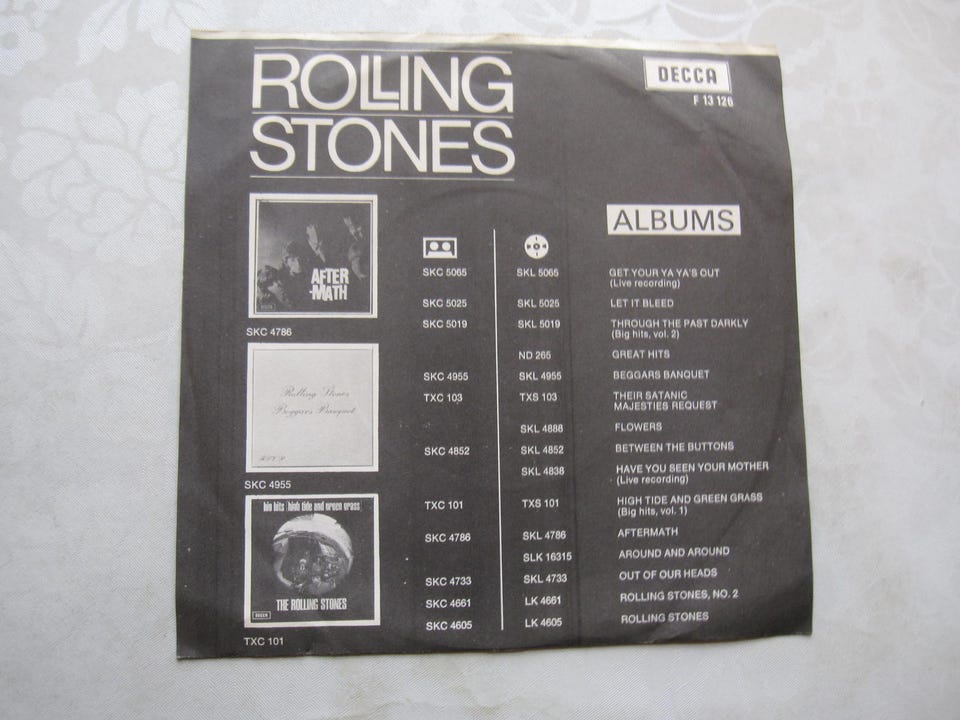 ROLLING
STONES
DECCA
F 13 126
AFTER
-MATH
SKC 4786
Rolling Stones
Beggars Banquet
R.S.V.P.
SKC 4955
big hits [high tide and green grass]
THE ROLLING STONES
DECCA
TXC 101
ALBUMS
SKC 5065 SKL 5065 GET YOUR YA YA'S OUT
(Live recording)
SKC 5025 SKL 5025 LET IT BLEED
SKC 5019 SKL 5019 THROUGH THE PAST DARKLY
(Big hits, vol. 2)
ND 265 GREAT HITS
SKC 4955 SKL 4955 BEGGARS BANQUET
TXC 103 TXS 103 THEIR SATANIC
MAJESTIES REQUEST
SKL 4888 FLOWERS
SKC 4852 SKL 4852 BETWEEN THE BUTTONS
SKL 4838 HAVE YOU SEEN YOUR MOTHER
(Live recording)
TXC 101 TXS 101 HIGH TIDE AND GREEN GRASS
(Big hits, vol. 1)
SKC 4786 SKL 4786 AFTERMATH
SLK 16315 AROUND AND AROUND
SKC 4733 SKL 4733 OUT OF OUR HEADS
SKC 4661 LK 4661 ROLLING STONES, NO. 2
SKC 4605 LK 4605 ROLLING STONES